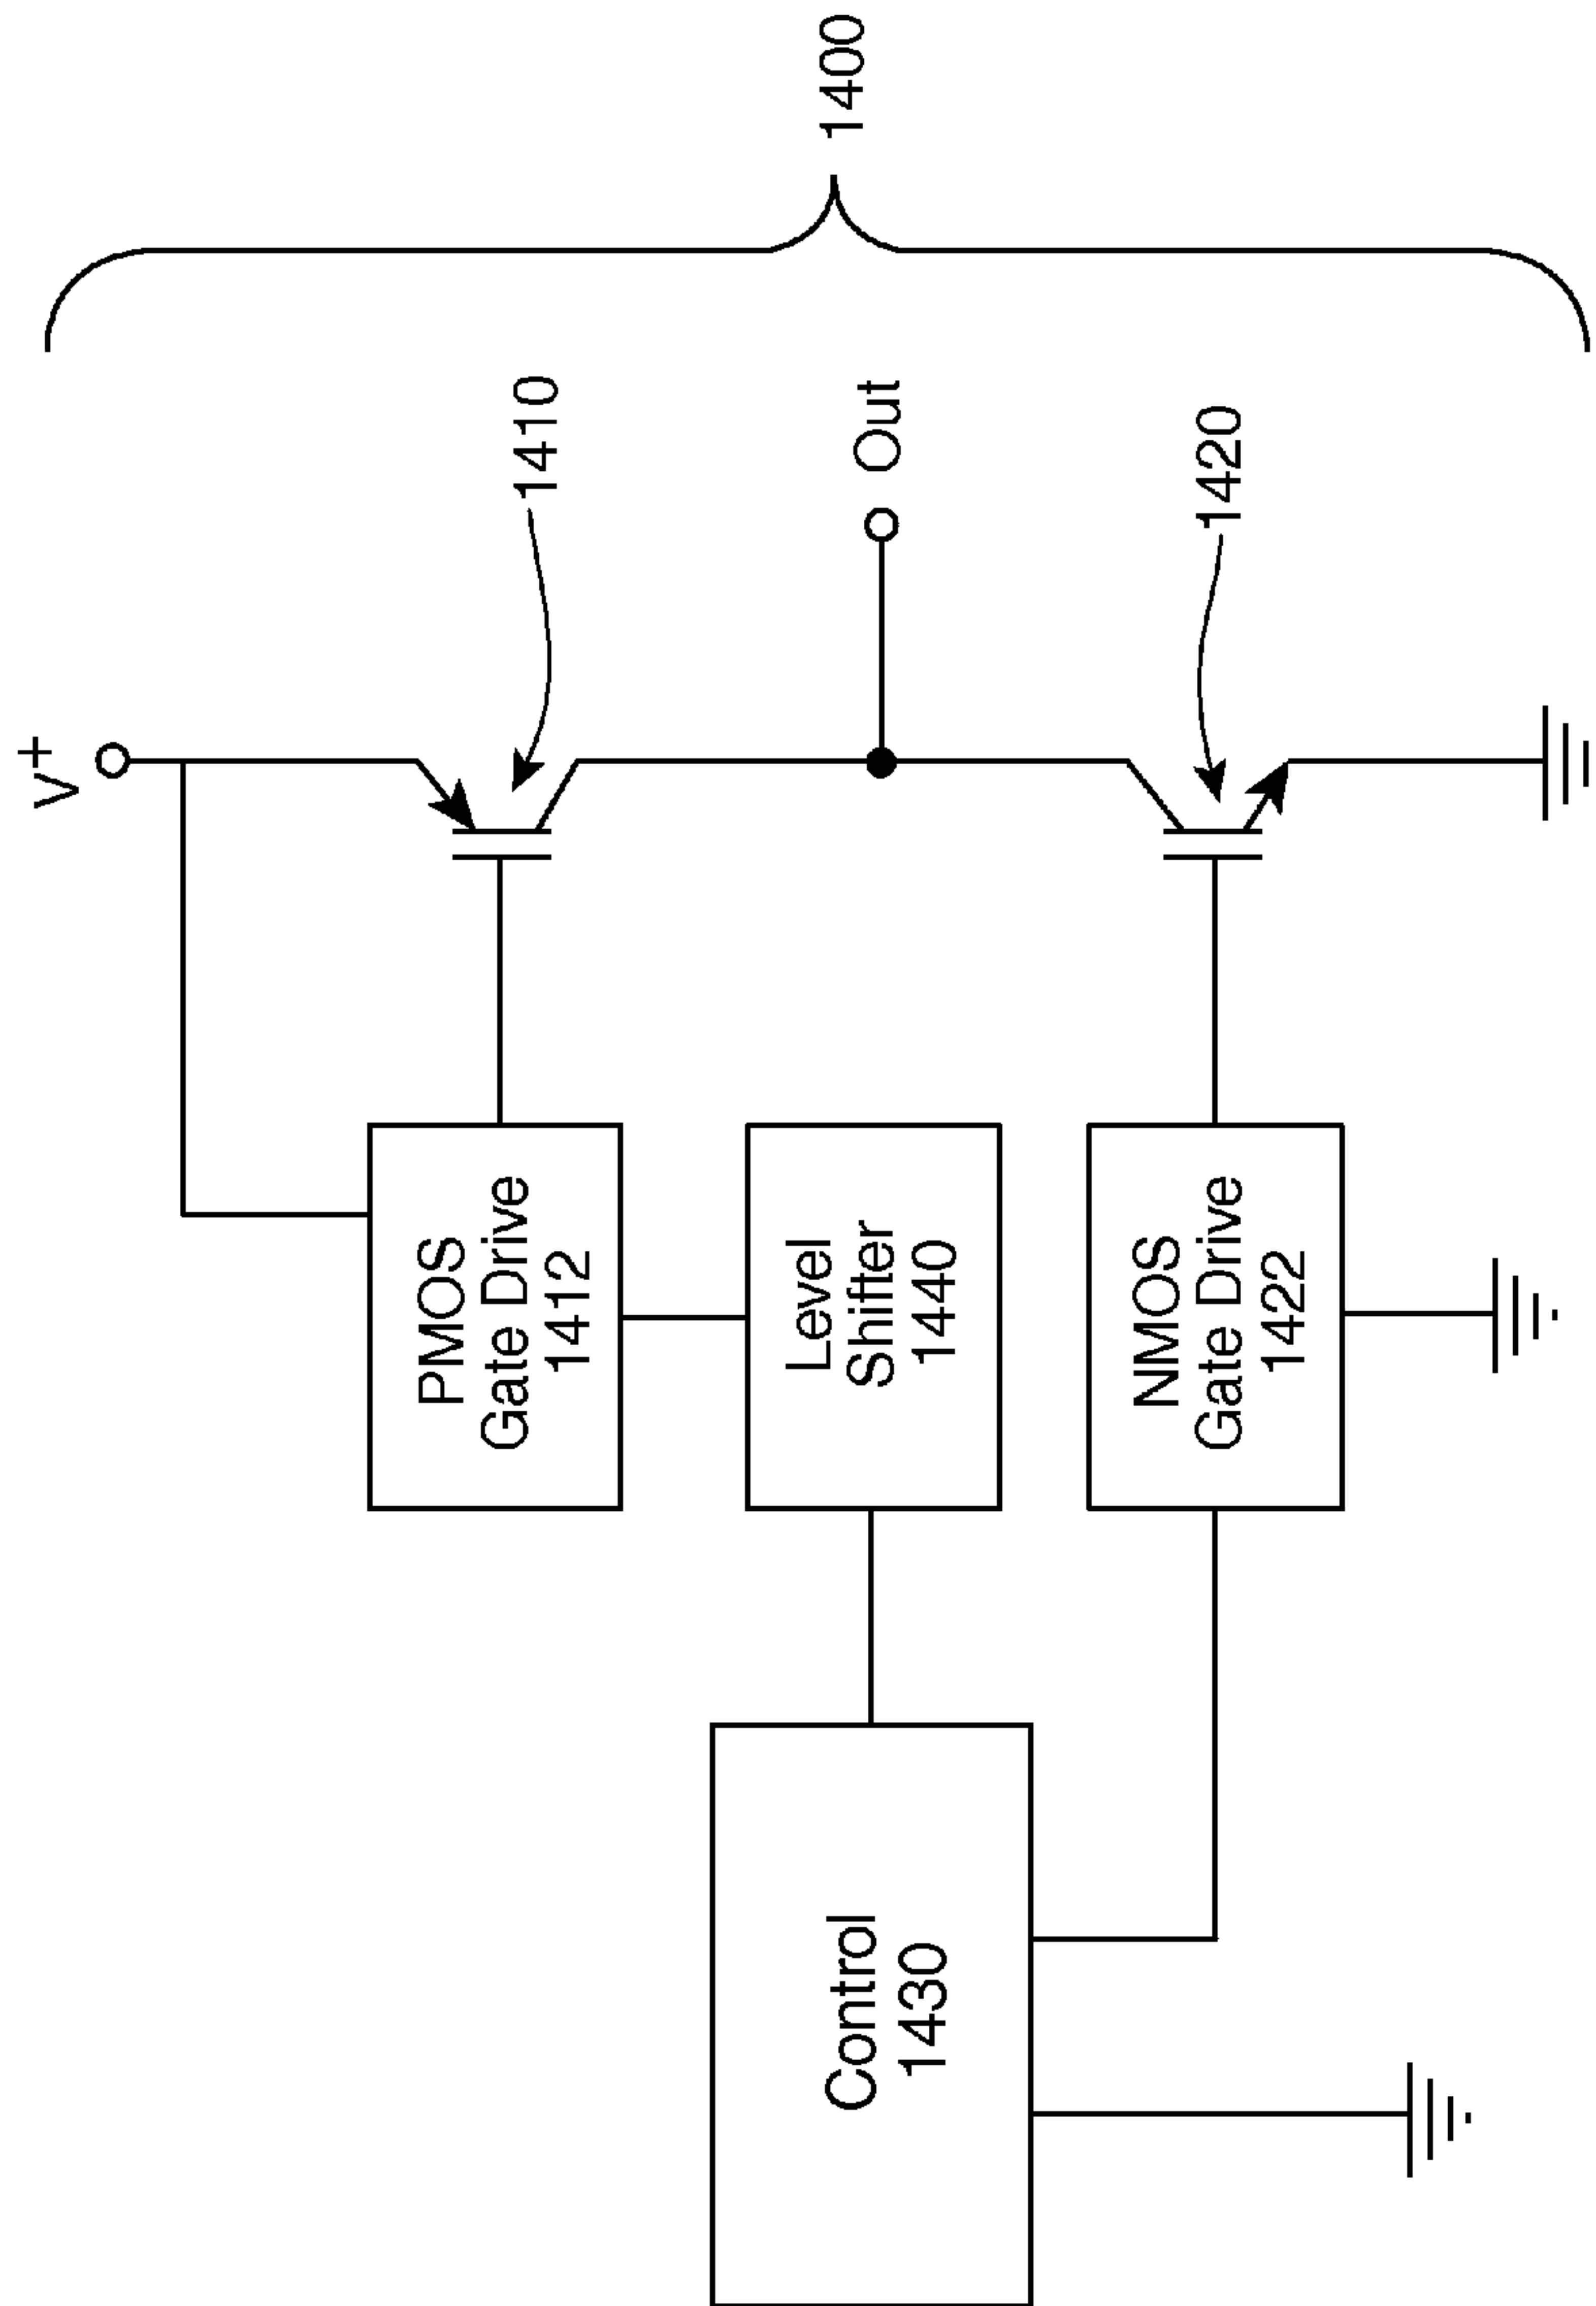 1400
V+
1410
Out
1420
PMOS
Gate Drive
1412
Level
Shifter
1440
NMOS
Gate Drive
1422
Control
1430